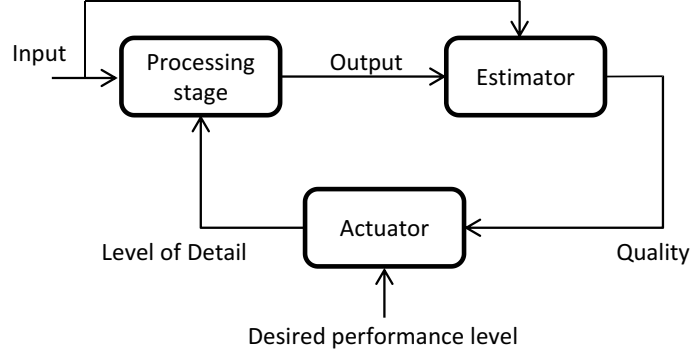 Input
Processing
stage
Output
Estimator
Actuator
Level of Detail
Quality
Desired performance level